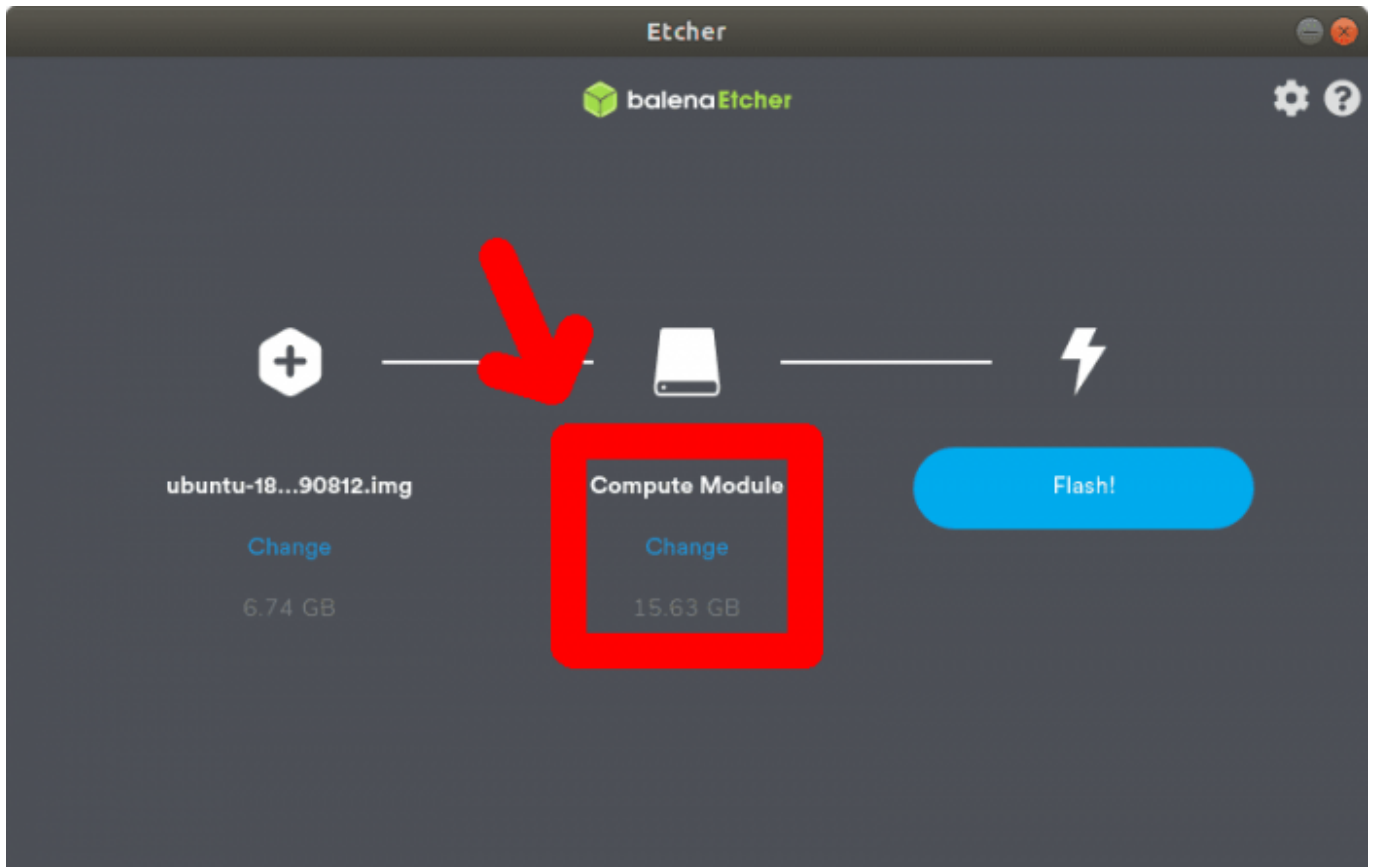 Etcher
balenaEtcher
ubuntu-18...90812.img
Change
6.74 GB
Compute Module
Change
15.63 GB
Flash!